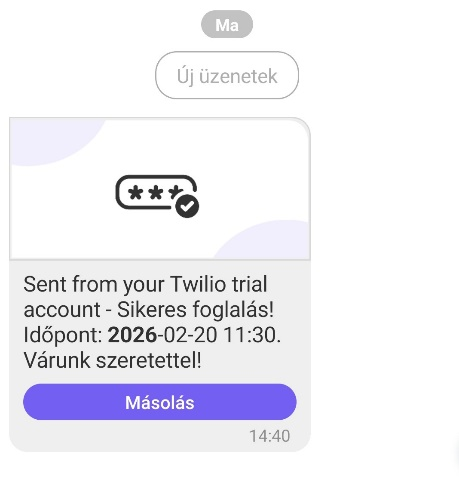 Ma
Új üzenetek
***
Sent from your Twilio trial
account - Sikeres foglalás!
Időpont: 2026-02-20 11:30.
Várunk szeretettel!
Másolás
14:40